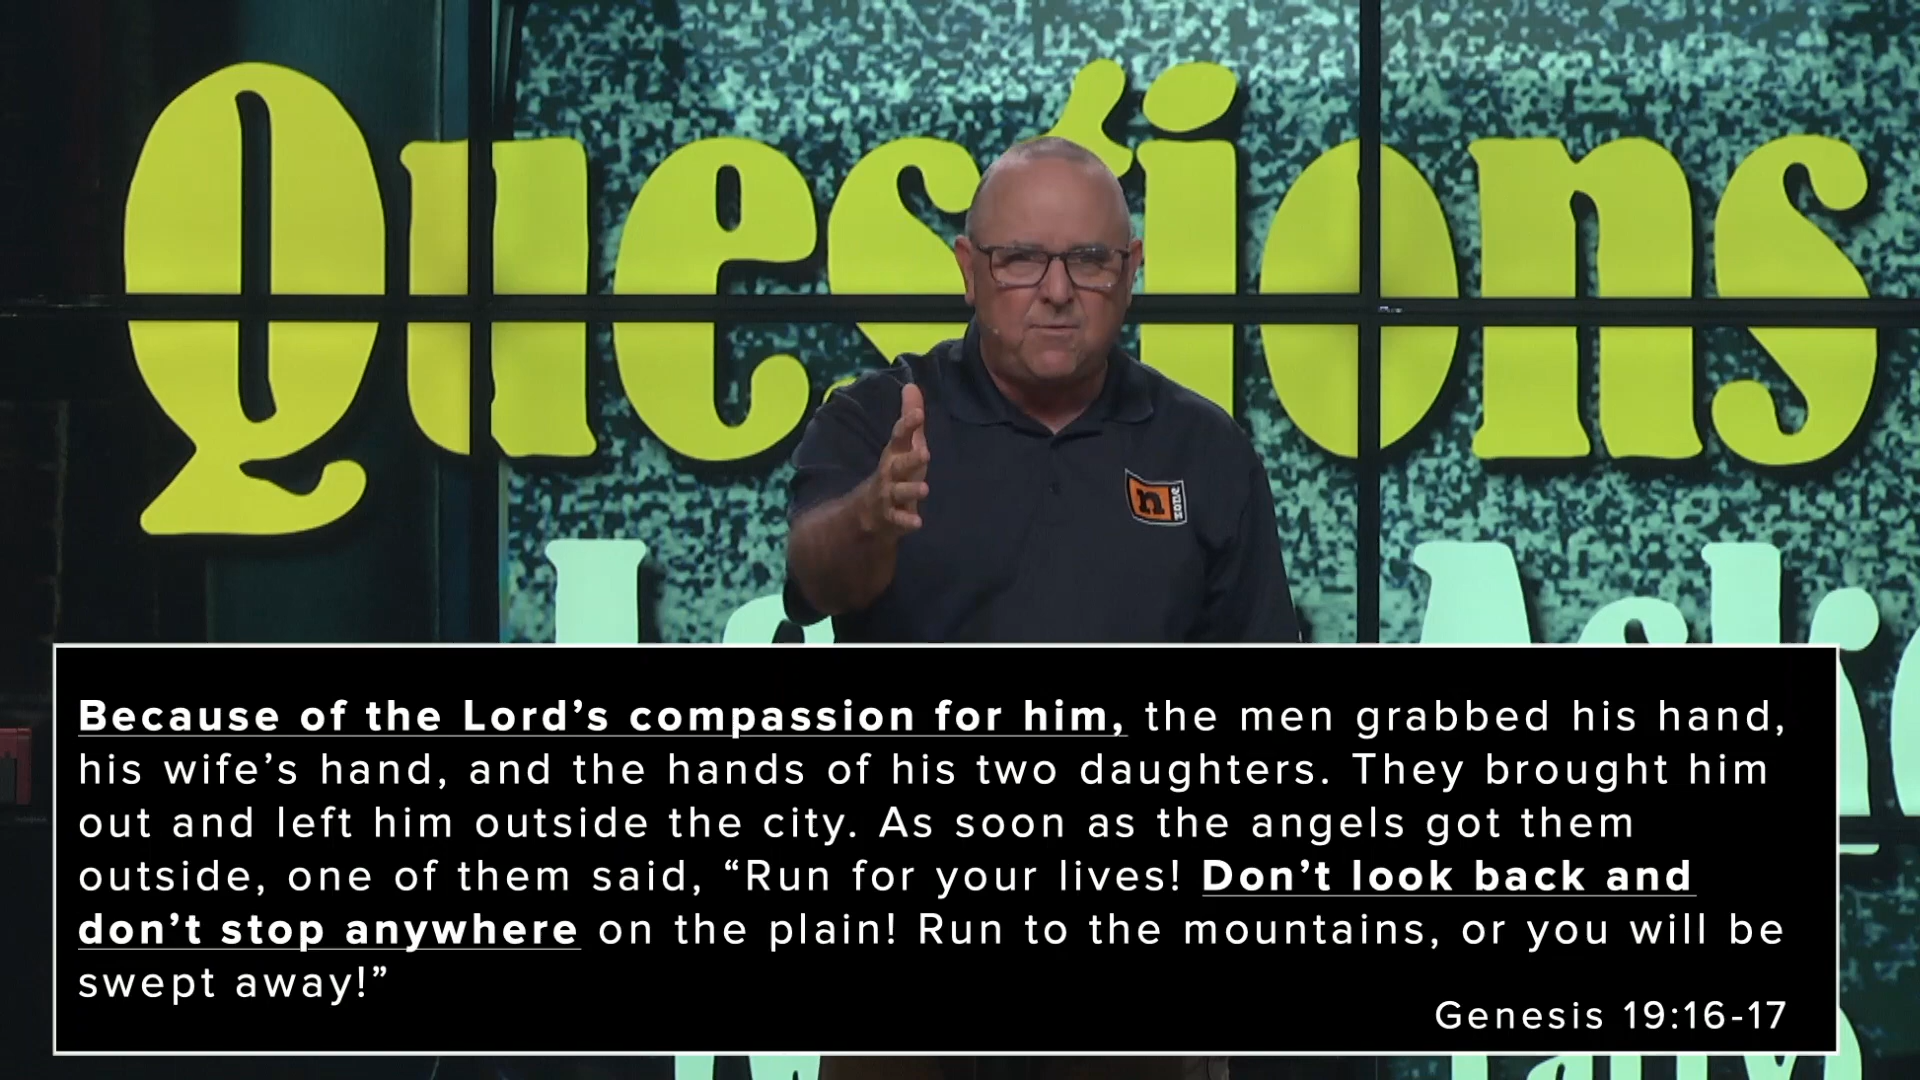 Questions
n
Because of the Lord’s compassion for him, the men grabbed his hand,
his wife’s hand, and the hands of his two daughters. They brought him
out and left him outside the city. As soon as the angels got them
outside, one of them said, “Run for your lives! Don’t look back and
don’t stop anywhere on the plain! Run to the mountains, or you will be
swept away!”
Genesis 19:16-17